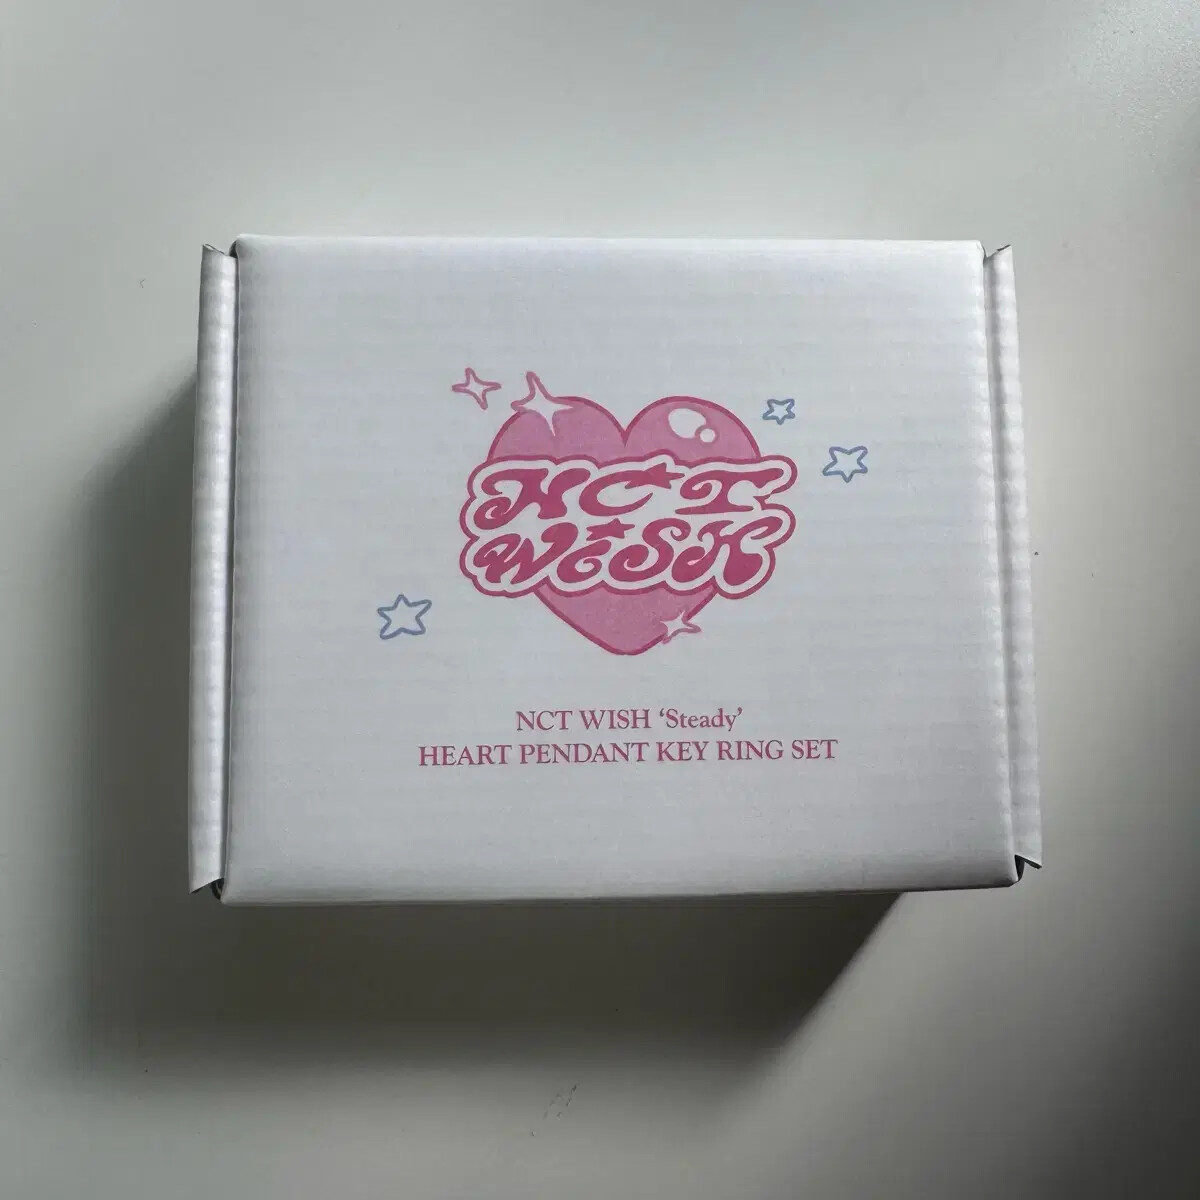 NCT
WiSH
NCT WISH ‘Steady’
HEART PENDANT KEY RING SET